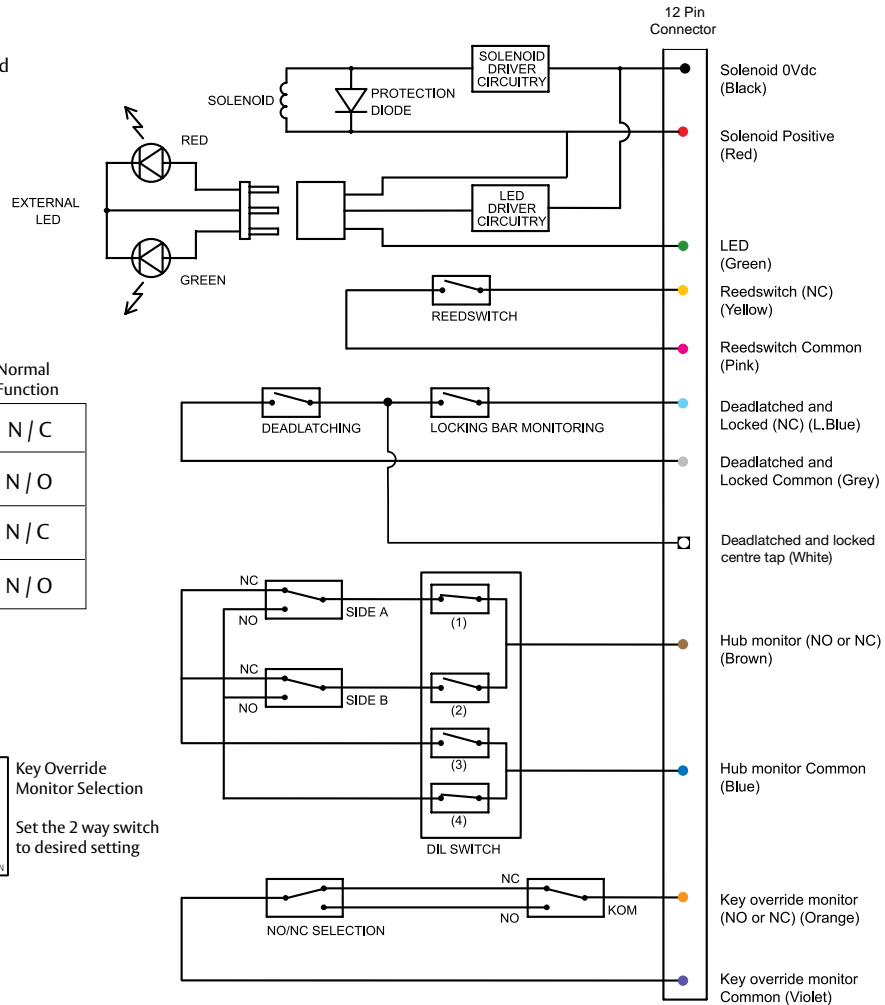 12 Pin
Connector
d
SOLENOID
DRIVER
CIRCUITRY
SOLENOID
PROTECTION
DIODE
Solenoid 0Vdc
(Black)
RED
Solenoid Positive
(Red)
EXTERNAL
LED
LED
DRIVER
CIRCUITRY
GREEN
LED
(Green)
REEDSWITCH
Reedswitch (NC)
(Yellow)
Reedswitch Common
(Pink)
Normal
Function
N / C
N / O
N / C
N / O
DEADLATCHING
LOCKING BAR MONITORING
Deadlatched and
Locked (NC) (L.Blue)
Deadlatched and
Locked Common (Grey)
Deadlatched and locked
centre tap (White)
NC
NO
SIDE A
(1)
NC
NO
SIDE B
(2)
(3)
(4)
DIL SWITCH
Hub monitor (NO or NC)
(Brown)
Hub monitor Common
(Blue)
Key Override
Monitor Selection
Set the 2 way switch
to desired setting
N
NO/NC SELECTION
NC
NO
KOM
Key override monitor
(NO or NC) (Orange)
Key override monitor
Common (Violet)